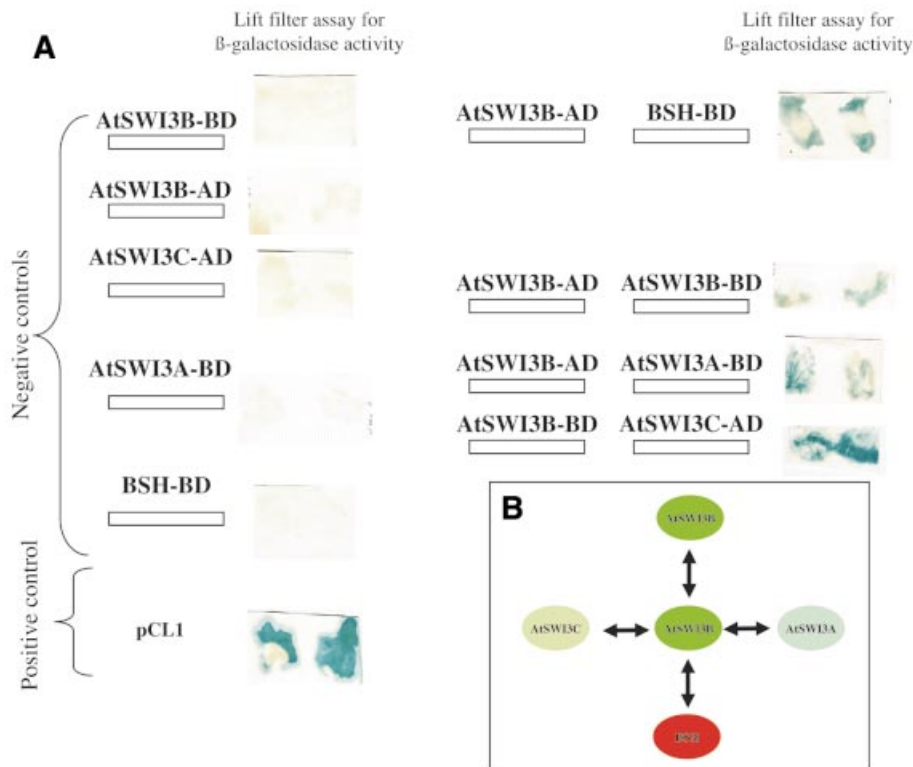 A
Lift filter assay for
ß-galactosidase activity
Negative controls
AtSWI3B-BD
AtSWI3B-AD
AtSWI3C-AD
AtSWI3A-BD
BSH-BD
Positive control
pCL1
Lift filter assay for
ß-galactosidase activity
AtSWI3B-AD BSH-BD
AtSWI3B-AD AtSWI3B-BD
AtSWI3B-AD AtSWI3A-BD
AtSWI3B-BD AtSWI3C-AD
B
AtSWI3B
AtSWI3C AtSWI3B AtSWI3A
BSH